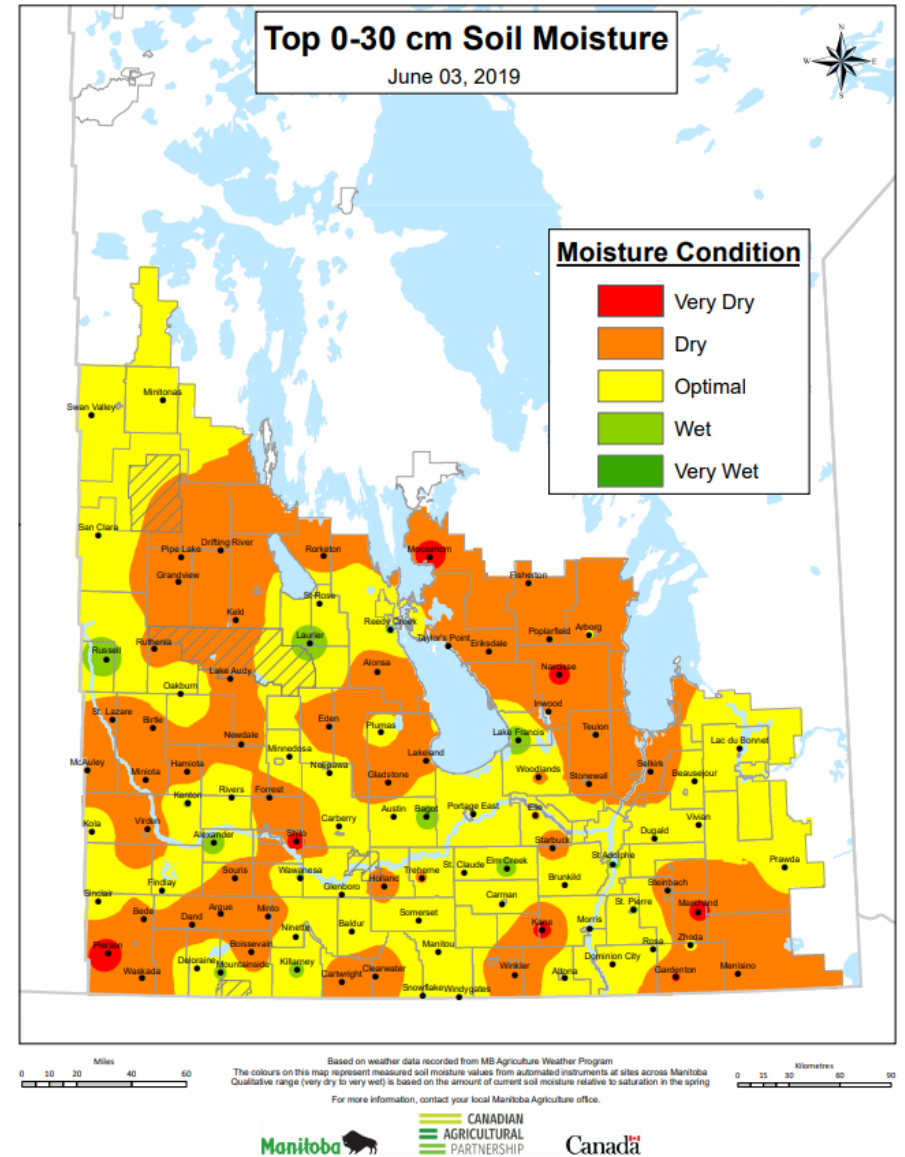 Top 0-30 cm Soil Moisture
June 03, 2019
N
W
E
S
Moisture Condition
Very Dry
Dry
Optimal
Wet
Very Wet
Minitonas
Swan Valley
San Clara
Drifting River
Pipe Lake
Rorketon
Moosehorn
Grandview
Fisherton
St Rose
Keld
Reedy Creek
Laurier
Arborg
Poplarfield
Taylor's Point
Eriksdale
Ruthenia
Russell
Alonsa
Narcisse
Lake Audy
Oakburn
Inwood
St. Lazare
Birtle
Eden
Plumas
Teulon
Newdale
Lake Francis
Lac du Bonnet
Minnedosa
Lakeland
McAuley
Miniota
Hamiota
Neepawa
Gladstone
Woodlands
Stonewall
Selkirk
Beausejour
Kenton
Rivers
Forrest
Austin
Bagot
Portage East
Elie
Vivian
Kola
Virden
Carberry
Alexander
Shilo
Dugald
Starbuck
St Adolphe
Prawda
Souris
Wawanesa
Treherne
St. Claude
Elm Creek
Findlay
Glenboro
Holland
Brunkild
Steinbach
Sinclair
Carman
St. Pierre
Marchand
Bede
Dand
Argue
Minto
Baldur
Somerset
Kane
Morris
Ninette
Pierson
Boissevain
Manitou
Rosa
Zhoda
Waskada
Deloraine
Mountainside
Killarney
Cartwright
Clearwater
Winkler
Altona
Dominion City
Gardenton
Menisino
Snowflake
Windygates
Miles
0 10 20 40 60
Based on weather data recorded from MB Agriculture Weather Program
The colours on this map represent measured soil moisture values from automated instruments at sites across Manitoba
Qualitative range (very dry to very wet) is based on the amount of current soil moisture relative to saturation in the spring
For more information, contact your local Manitoba Agriculture office.
Kilometres
0 15 30 60 90
Manitoba
CANADIAN
AGRICULTURAL
PARTNERSHIP
Canada